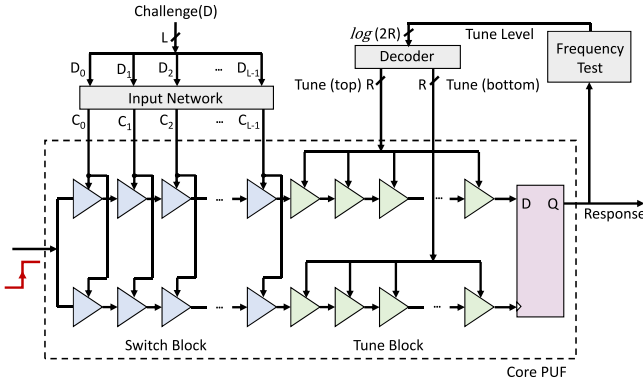 Challenge(D)
L
D0 D1 D2 ... DL-1
Input Network
C0 C1 C2 ... CL-1
log (2R)
Tune Level
Decoder
Frequency
Test
Tune (top) R
R Tune (bottom)
...
...
D Q
Response
...
...
Switch Block
Tune Block
Core PUF